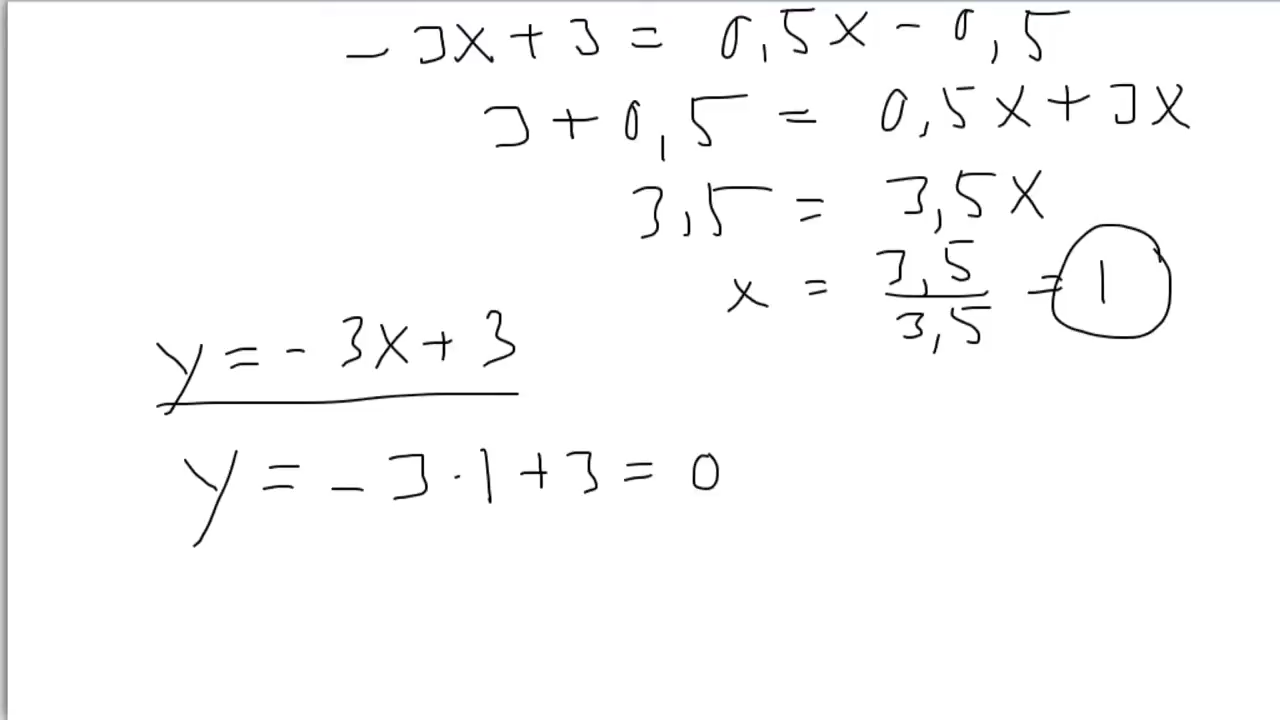 -3x+3 = 0,5x-0,5
3+0,5 = 0,5x+3x
3,5 = 3,5x
x = 3,5/3,5 = 1
y = -3x+3
y = -3·1+3 = 0